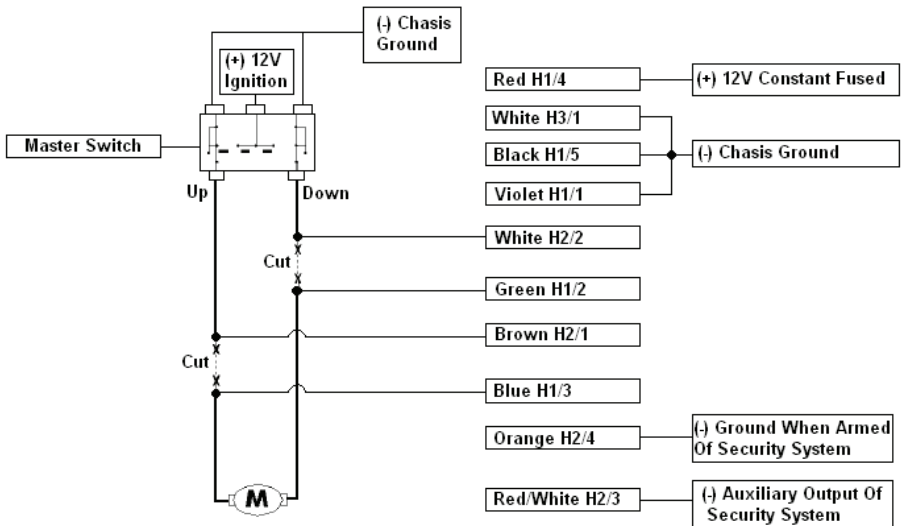 (-) Chasis
Ground
(+) 12V
Ignition
Master Switch
Up
Down
Cut
Cut
M
Red H1/4
(+) 12V Constant Fused
White H3/1
Black H1/5
(-) Chasis Ground
Violet H1/1
White H2/2
Green H1/2
Brown H2/1
Blue H1/3
Orange H2/4
(-) Ground When Armed
Of Security System
Red/White H2/3
(-) Auxiliary Output Of
Security System